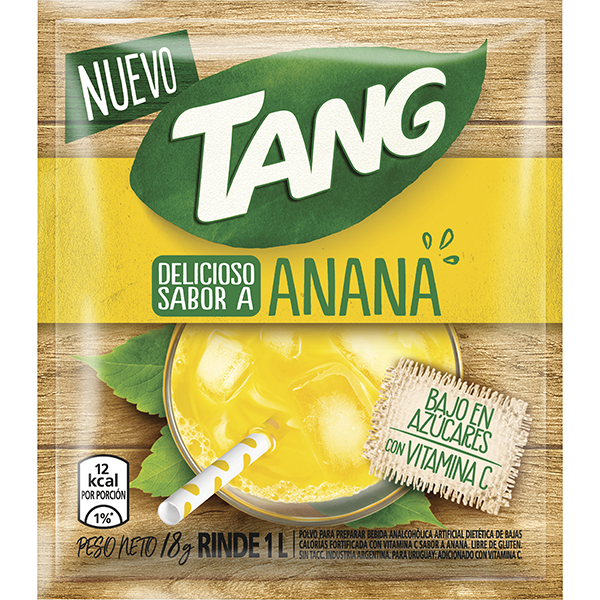 NUEVO
TANG
DELICIOSO
SABOR A
ANANÁ
BAJO EN
AZÚCARES
CON VITAMINA C
12
kcal
POR PORCIÓN
1%*
PESO NETO 18g RINDE 1 L
POLVO PARA PREPARAR BEBIDA ANALCOHÓLICA ARTIFICIAL DIETÉTICA DE BAJAS
CALORÍAS FORTIFICADA CON VITAMINA C SABOR A ANANÁ. LIBRE DE GLUTEN.
SIN TACC. INDUSTRIA ARGENTINA. PARA URUGUAY: ADICIONADO CON VITAMINA C.